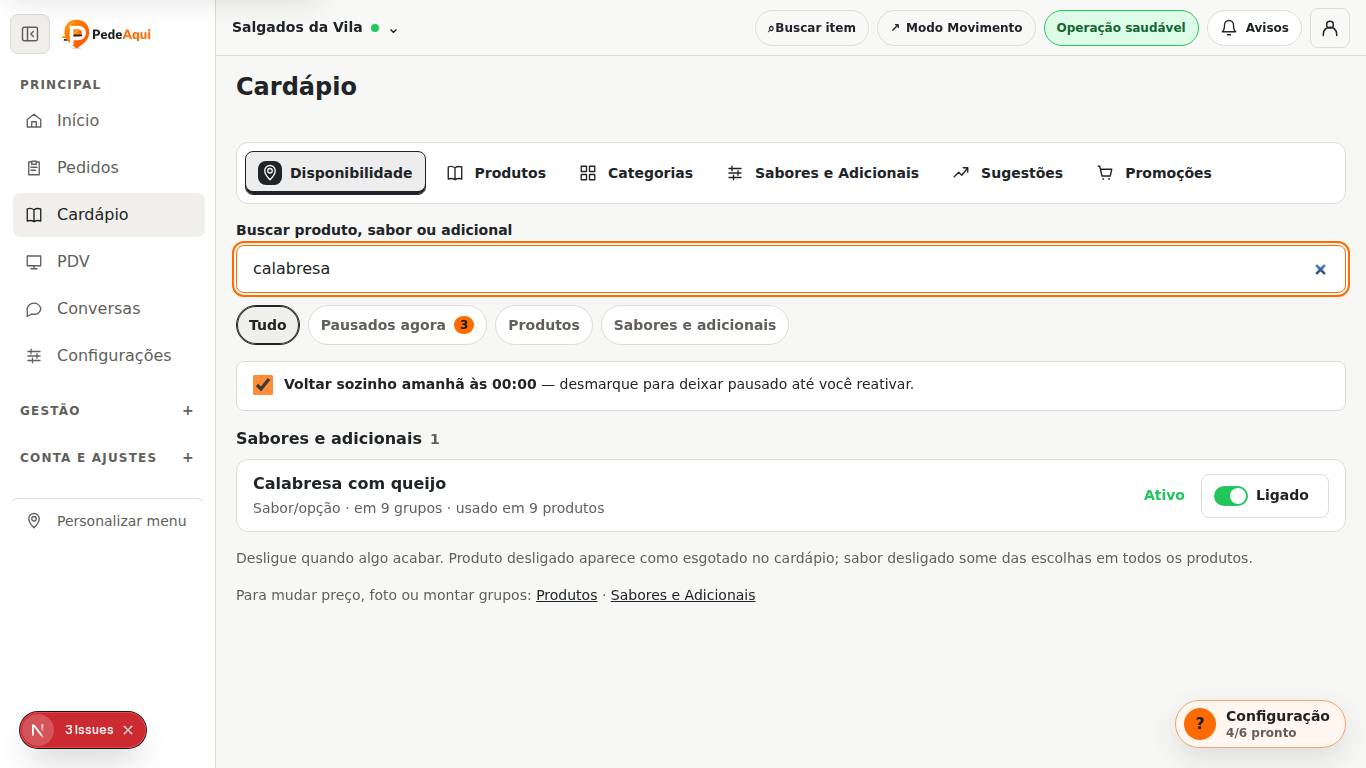 PedeAqui
Salgados da Vila
Buscar item
Modo Movimento
Operação saudável
Avisos
PRINCIPAL
Início
Pedidos
Cardápio
PDV
Conversas
Configurações
GESTÃO +
CONTA E AJUSTES +
Personalizar menu
Cardápio
Disponibilidade
Produtos
Categorias
Sabores e Adicionais
Sugestões
Promoções
Buscar produto, sabor ou adicional
calabresa
Tudo
Pausados agora 3
Produtos
Sabores e adicionais
Voltar sozinho amanhã às 00:00 — desmarque para deixar pausado até você reativar.
Sabores e adicionais 1
Calabresa com queijo
Sabor/opção · em 9 grupos · usado em 9 produtos
Ativo
Ligado
Desligue quando algo acabar. Produto desligado aparece como esgotado no cardápio; sabor desligado some das escolhas em todos os produtos.
Para mudar preço, foto ou montar grupos: Produtos · Sabores e Adicionais
N 3 Issues
? Configuração
4/6 pronto